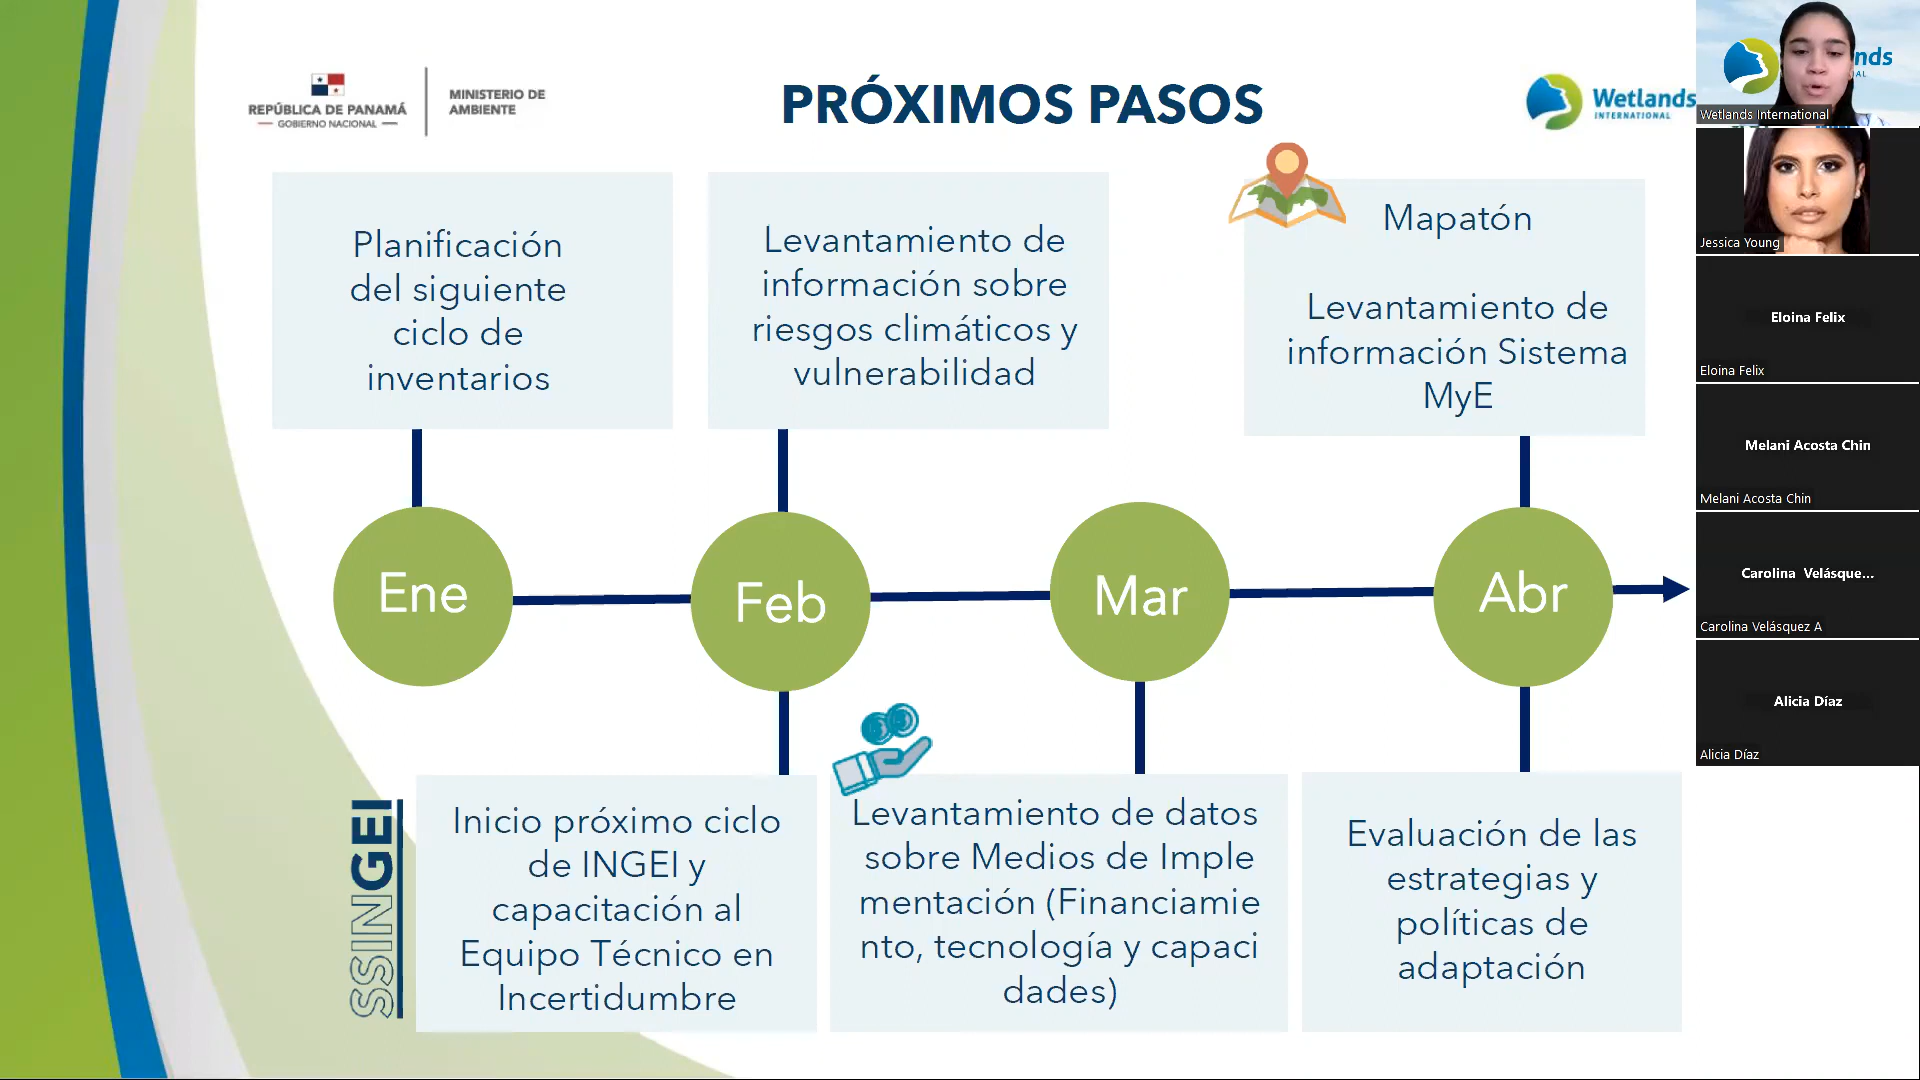 REPÚBLICA DE PANAMÁ
GOBIERNO NACIONAL
MINISTERIO DE
AMBIENTE
PRÓXIMOS PASOS
Wetlands
INTERNATIONAL
Planificación
del siguiente
ciclo de
inventarios
Levantamiento de
información sobre
riesgos climáticos y
vulnerabilidad
Mapatón
Levantamiento de
información Sistema
MyE
Ene
Feb
Mar
Abr
SSINGEI
Inicio próximo ciclo
de INGEI y
capacitación al
Equipo Técnico en
Incertidumbre
Levantamiento de datos
sobre Medios de Imple
mentación (Financiamie
nto, tecnología y capaci
dades)
Evaluación de las
estrategias y
políticas de
adaptación
Wetlands International
Jessica Young
Eloina Felix
Eloina Felix
Melani Acosta Chin
Melani Acosta Chin
Carolina Velásque...
Carolina Velásquez A
Alicia Díaz
Alicia Díaz